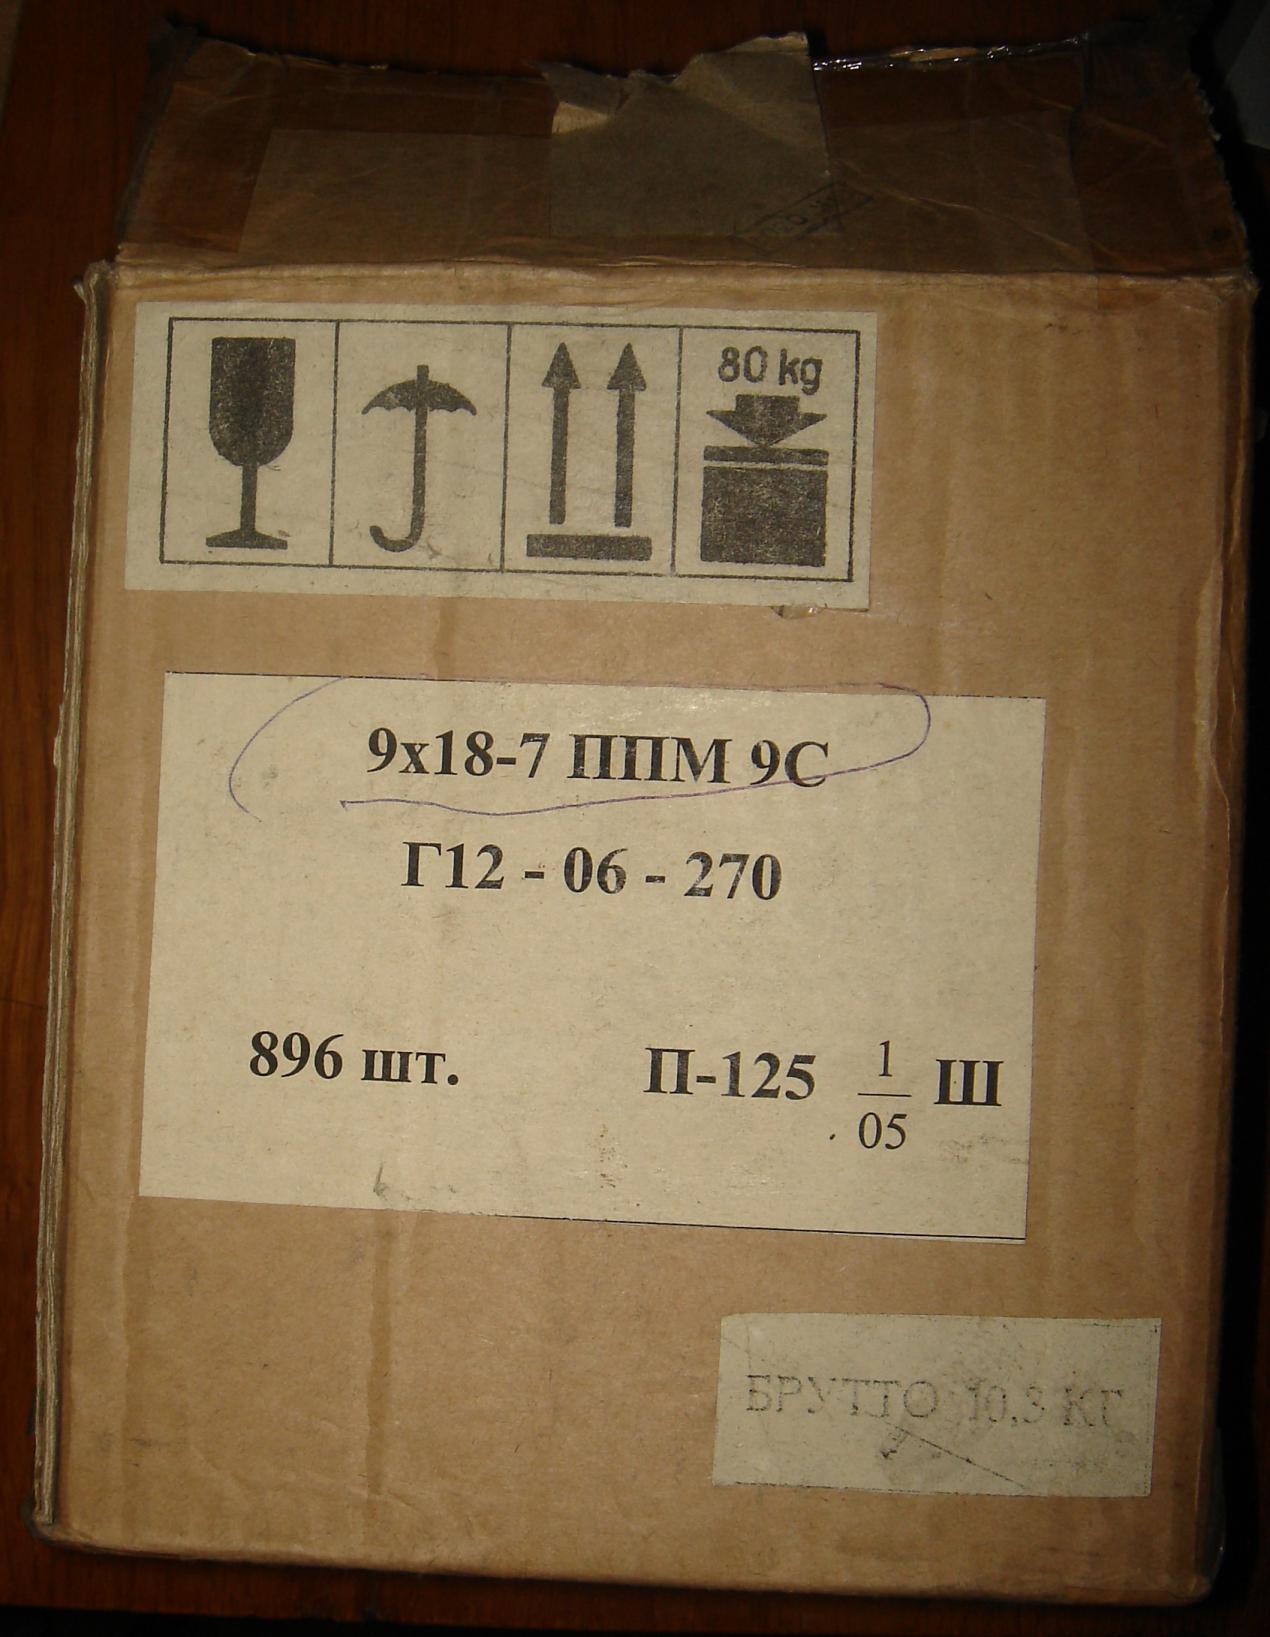 80 kg
9x18-7 ППМ 9С
Г12 - 06 - 270
896 шт. П-125 1/05 Ш
БРУТТО 10,3 КГ